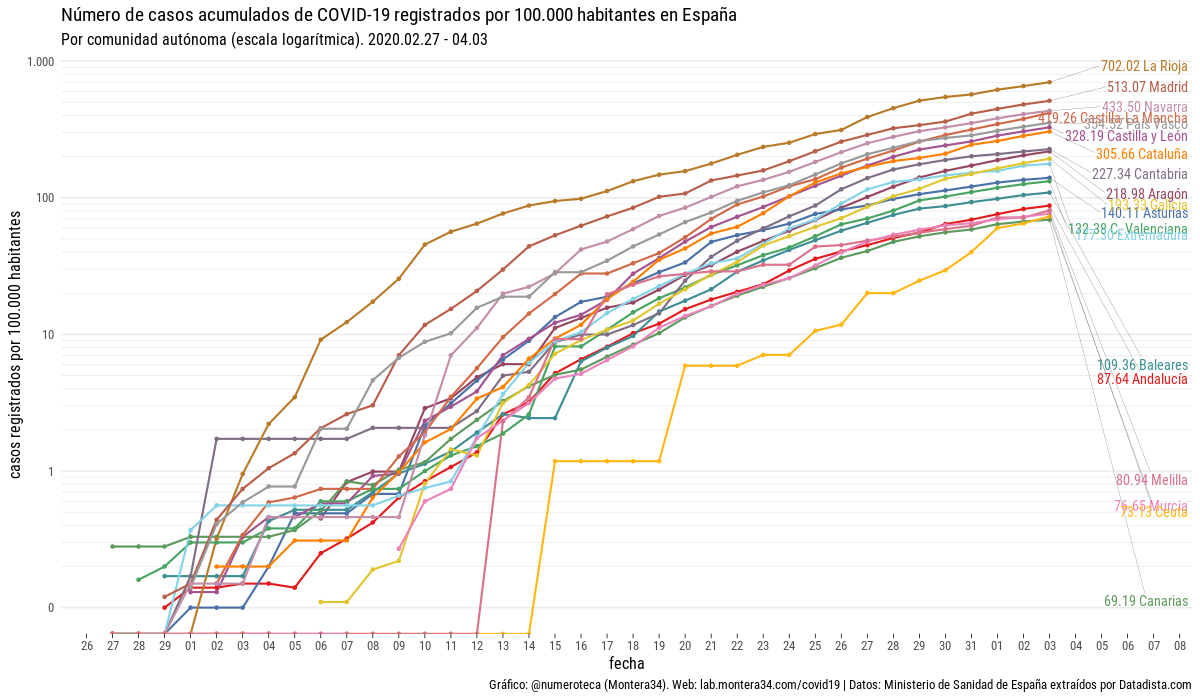 Número de casos acumulados de COVID-19 registrados por 100.000 habitantes en España
Por comunidad autónoma (escala logarítmica). 2020.02.27 - 04.03
casos registrados por 100.000 habitantes
1.000
100
10
1
0
702.02 La Rioja
513.07 Madrid
433.50 Navarra
419.26 Castilla-La Mancha
354.52 País Vasco
328.19 Castilla y León
305.66 Cataluña
227.34 Cantabria
218.98 Aragón
193.33 Galicia
140.11 Asturias
132.38 C. Valenciana
177.30 Extremadura
109.36 Baleares
87.64 Andalucía
80.94 Melilla
76.65 Murcia
73.13 Ceuta
69.19 Canarias
26 27 28 29 01 02 03 04 05 06 07 08 09 10 11 12 13 14 15 16 17 18 19 20 21 22 23 24 25 26 27 28 29 30 31 01 02 03 04 05 06 07 08
fecha
Gráfico: @numeroteca (Montera34). Web: lab.montera34.com/covid19 | Datos: Ministerio de Sanidad de España extraídos por Datadista.com